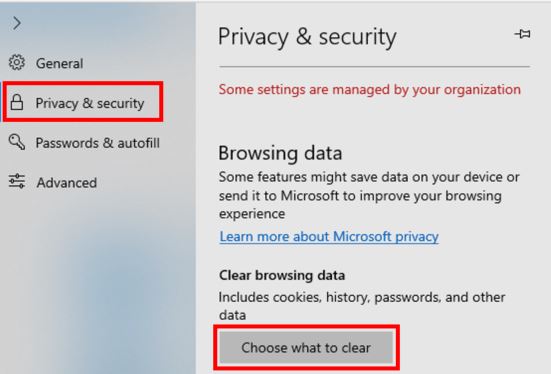 General
Privacy & security
Passwords & autofill
Advanced
Privacy & security
Some settings are managed by your organization
Browsing data
Some features might save data on your device or
send it to Microsoft to improve your browsing
experience
Learn more about Microsoft privacy
Clear browsing data
Includes cookies, history, passwords, and other
data
Choose what to clear